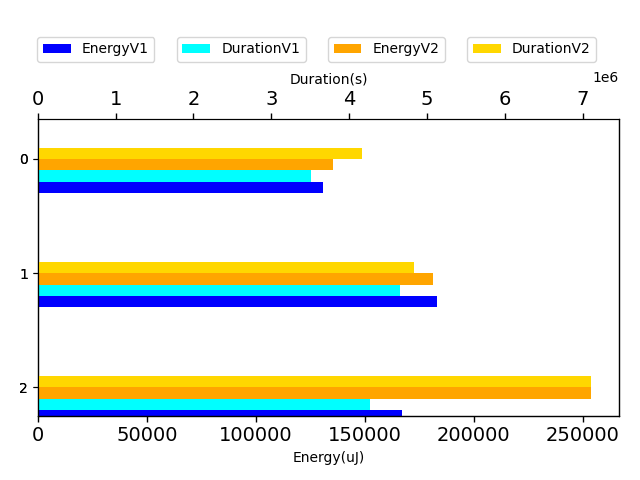 EnergyV1 DurationV1 EnergyV2 DurationV2
Duration(s)
1e6
0 1 2 3 4 5 6 7
0
1
2
0 50000 100000 150000 200000 250000
Energy(uJ)